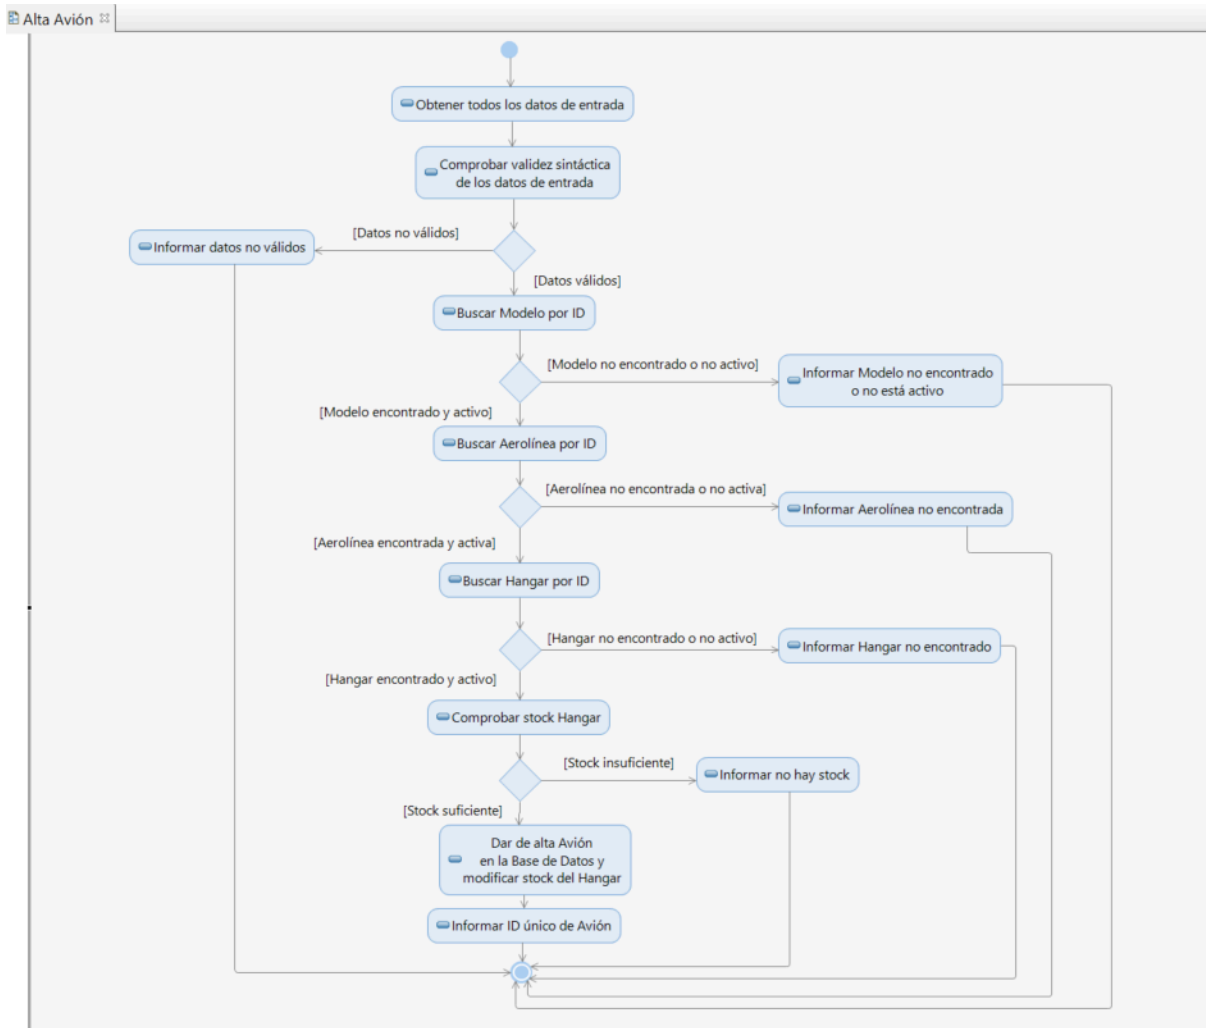 Alta Avión
Obtener todos los datos de entrada
Comprobar validez sintáctica
de los datos de entrada
[Datos no válidos]
Informar datos no válidos
[Datos válidos]
Buscar Modelo por ID
[Modelo no encontrado o no activo]
Informar Modelo no encontrado
o no está activo
[Modelo encontrado y activo]
Buscar Aerolínea por ID
[Aerolínea no encontrada o no activa]
Informar Aerolínea no encontrada
[Aerolínea encontrada y activa]
Buscar Hangar por ID
[Hangar no encontrado o no activo]
Informar Hangar no encontrado
[Hangar encontrado y activo]
Comprobar stock Hangar
[Stock insuficiente]
Informar no hay stock
[Stock suficiente]
Dar de alta Avión
en la Base de Datos y
modificar stock del Hangar
Informar ID único de Avión